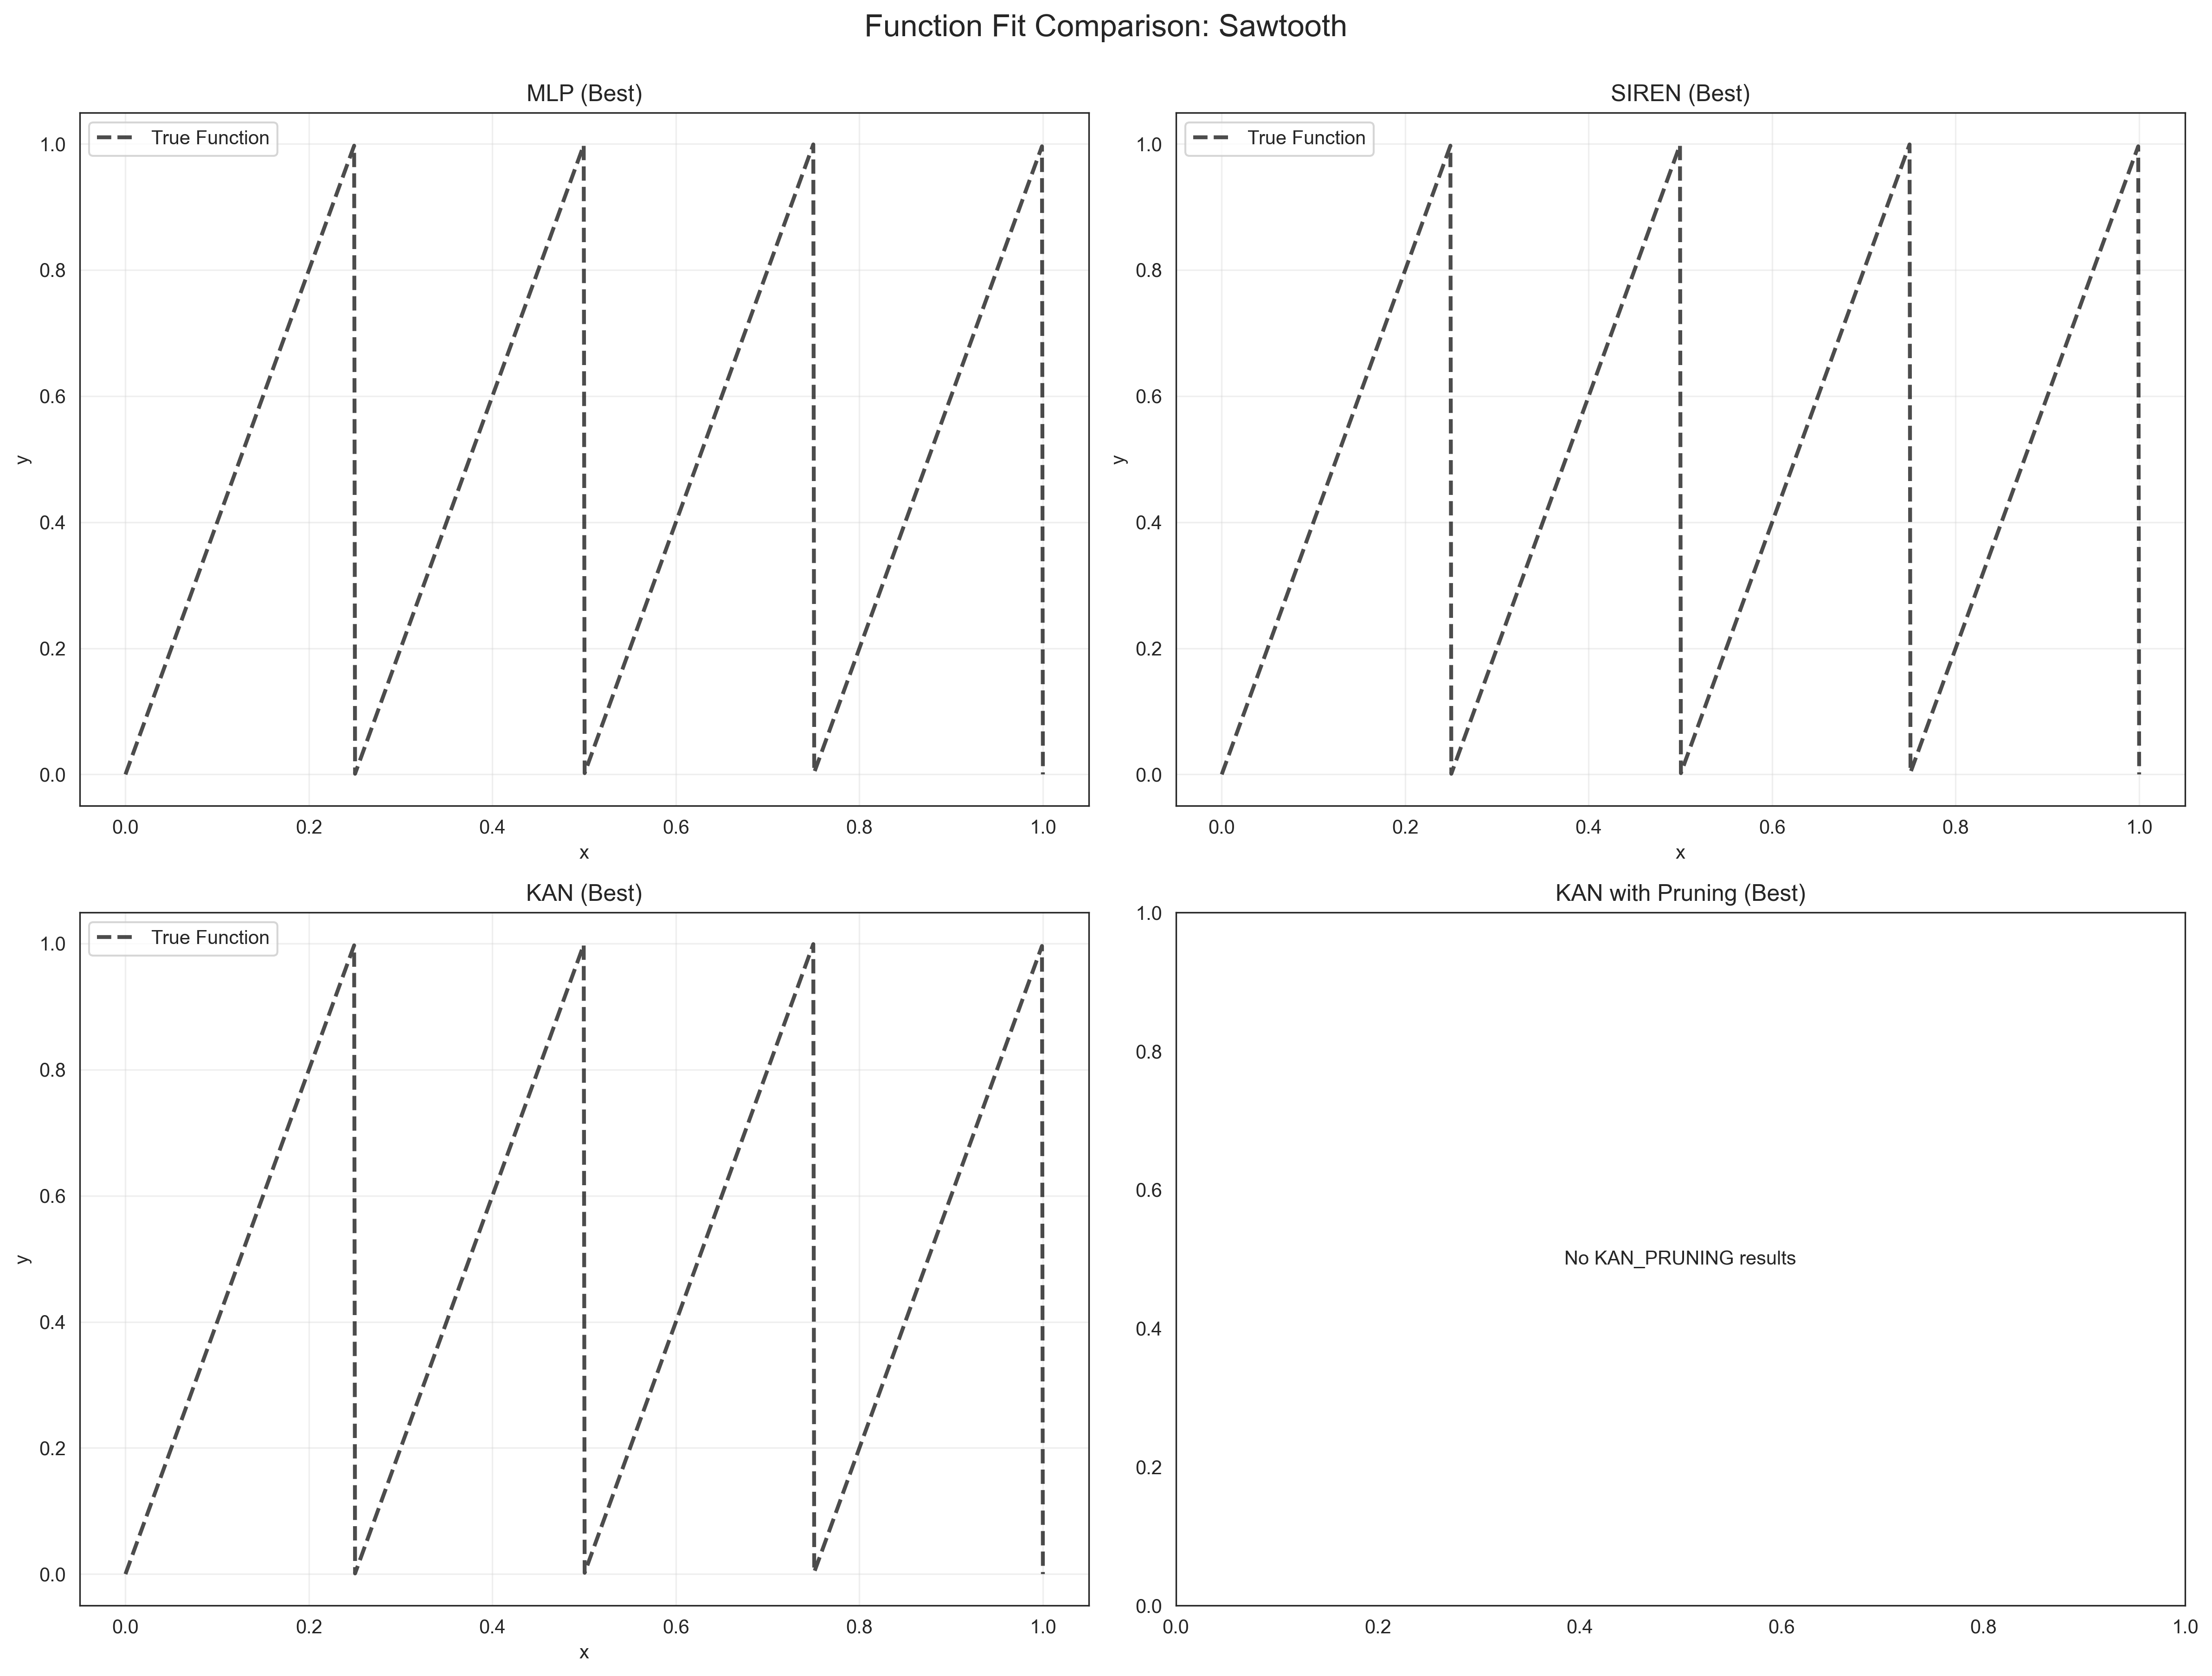 Function Fit Comparison: Sawtooth
MLP (Best)
True Function
1.0
0.8
0.6
0.4
0.2
0.0
y
0.0 0.2 0.4 0.6 0.8 1.0
x
SIREN (Best)
True Function
1.0
0.8
0.6
0.4
0.2
0.0
y
0.0 0.2 0.4 0.6 0.8 1.0
x
KAN (Best)
True Function
1.0
0.8
0.6
0.4
0.2
0.0
y
0.0 0.2 0.4 0.6 0.8 1.0
x
KAN with Pruning (Best)
1.0
0.8
0.6
No KAN_PRUNING results
0.4
0.2
0.0
0.0 0.2 0.4 0.6 0.8 1.0